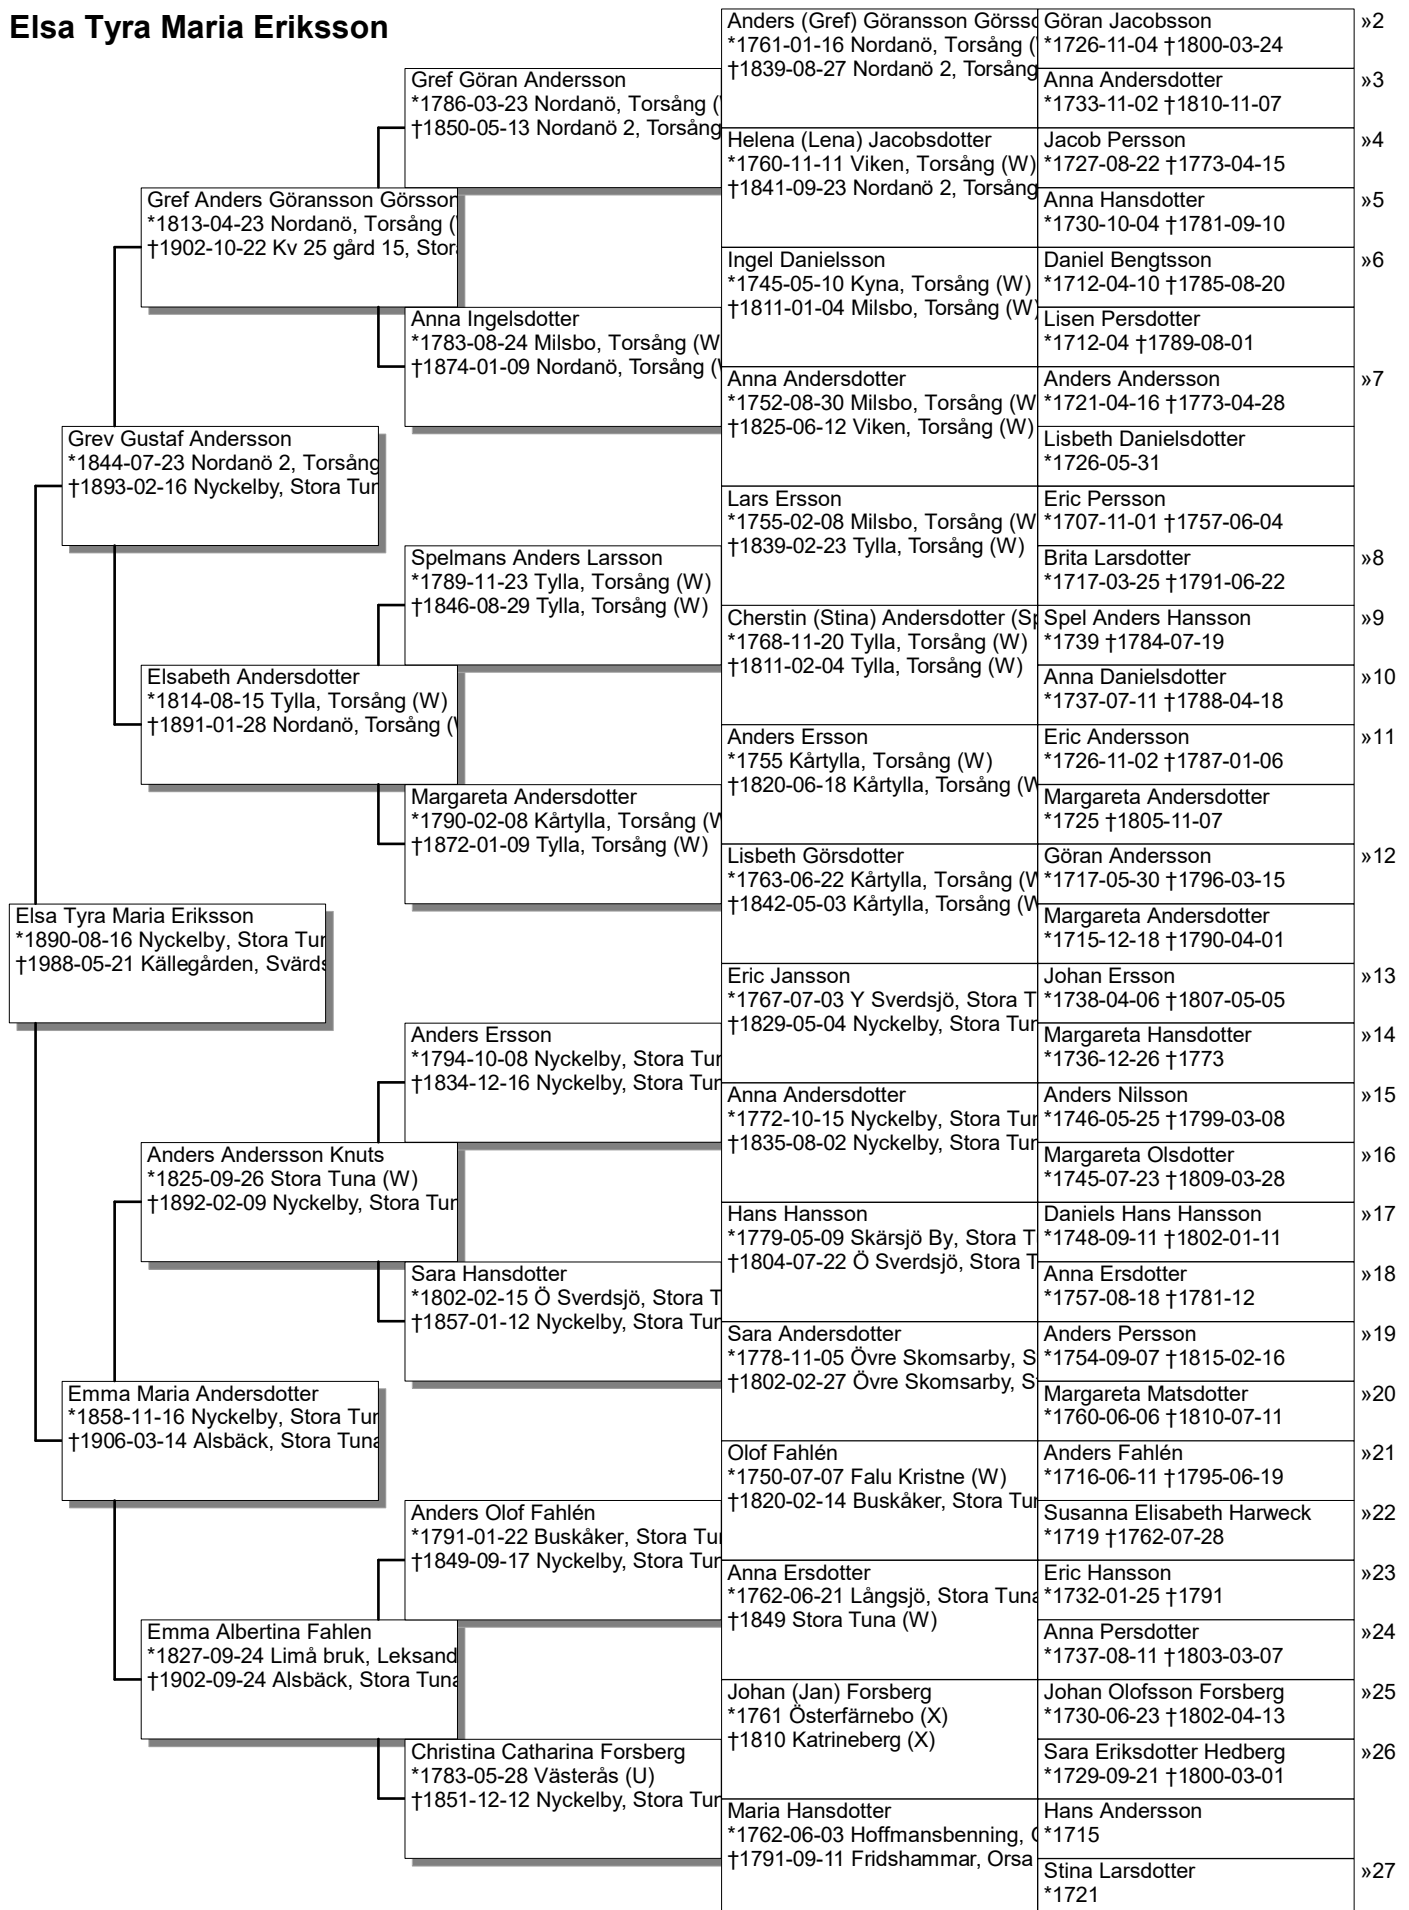 Elsa Tyra Maria Eriksson
Elsa Tyra Maria Eriksson
*1890-08-16 Nyckelby, Stora Tu
†1988-05-21 Källegården, Svärds
Grev Gustaf Andersson
*1844-07-23 Nordanö 2, Torsång
†1893-02-16 Nyckelby, Stora Tu
Emma Maria Andersdotter
*1858-11-16 Nyckelby, Stora Tu
†1906-03-14 Alsbäck, Stora Tuna
Gref Anders Göransson Görsson
*1813-04-23 Nordanö, Torsång (
†1902-10-22 Kv 25 gård 15, Stor
Elsabeth Andersdotter
*1814-08-15 Tylla, Torsång (W)
†1891-01-28 Nordanö, Torsång (
Anders Andersson Knuts
*1825-09-26 Stora Tuna (W)
†1892-02-09 Nyckelby, Stora Tu
Emma Albertina Fahlen
*1827-09-24 Limå bruk, Leksand
†1902-09-24 Alsbäck, Stora Tuna
Gref Göran Andersson
*1786-03-23 Nordanö, Torsång (
†1850-05-13 Nordanö 2, Torsång
Anna Ingelsdotter
*1783-08-24 Milsbo, Torsång (W
†1874-01-09 Nordanö, Torsång (
Spelmans Anders Larsson
*1789-11-23 Tylla, Torsång (W)
†1846-08-29 Tylla, Torsång (W)
Margareta Andersdotter
*1790-02-08 Kårtylla, Torsång (W
†1872-01-09 Tylla, Torsång (W)
Anders Ersson
*1794-10-08 Nyckelby, Stora Tu
†1834-12-16 Nyckelby, Stora Tu
Sara Hansdotter
*1802-02-15 Ö Sverdsjö, Stora T
†1857-01-12 Nyckelby, Stora Tu
Anders Olof Fahlén
*1791-01-22 Buskåker, Stora Tu
†1849-09-17 Nyckelby, Stora Tu
Christina Catharina Forsberg
*1783-05-28 Västerås (U)
†1851-12-12 Nyckelby, Stora Tu
Anders (Gref) Göransson Görsso
*1761-01-16 Nordanö, Torsång (
†1839-08-27 Nordanö 2, Torsång
Helena (Lena) Jacobsdotter
*1760-11-11 Viken, Torsång (W)
†1841-09-23 Nordanö 2, Torsång
Ingel Danielsson
*1745-05-10 Kyna, Torsång (W)
†1811-01-04 Milsbo, Torsång (W)
Anna Andersdotter
*1752-08-30 Milsbo, Torsång (W
†1825-06-12 Viken, Torsång (W)
Lars Ersson
*1755-02-08 Milsbo, Torsång (W
†1839-02-23 Tylla, Torsång (W)
Cherstin (Stina) Andersdotter (Sp
*1768-11-20 Tylla, Torsång (W)
†1811-02-04 Tylla, Torsång (W)
Anders Ersson
*1755 Kårtylla, Torsång (W)
†1820-06-18 Kårtylla, Torsång (W
Lisbeth Görsdotter
*1763-06-22 Kårtylla, Torsång (W
†1842-05-03 Kårtylla, Torsång (W
Eric Jansson
*1767-07-03 Y Sverdsjö, Stora T
†1829-05-04 Nyckelby, Stora Tu
Anna Andersdotter
*1772-10-15 Nyckelby, Stora Tu
†1835-08-02 Nyckelby, Stora Tu
Hans Hansson
*1779-05-09 Skärsjö By, Stora T
†1804-07-22 Ö Sverdsjö, Stora T
Sara Andersdotter
*1778-11-05 Övre Skomsarby, S
†1802-02-27 Övre Skomsarby, S
Olof Fahlén
*1750-07-07 Falu Kristne (W)
†1820-02-14 Buskåker, Stora Tu
Anna Ersdotter
*1762-06-21 Långsjö, Stora Tuna
†1849 Stora Tuna (W)
Johan (Jan) Forsberg
*1761 Österfärnebo (X)
†1810 Katrineberg (X)
Maria Hansdotter
*1762-06-03 Hoffmansbenning, 
†1791-09-11 Fridshammar, Orsa
Göran Jacobsson »2
*1726-11-04 †1800-03-24
Anna Andersdotter »3
*1733-11-02 †1810-11-07
Jacob Persson »4
*1727-08-22 †1773-04-15
Anna Hansdotter »5
*1730-10-04 †1781-09-10
Daniel Bengtsson »6
*1712-04-10 †1785-08-20
Lisen Persdotter
*1712-04 †1789-08-01
Anders Andersson »7
*1721-04-16 †1773-04-28
Lisbeth Danielsdotter
*1726-05-31
Eric Persson
*1707-11-01 †1757-06-04
Brita Larsdotter »8
*1717-03-25 †1791-06-22
Spel Anders Hansson »9
*1739 †1784-07-19
Anna Danielsdotter »10
*1737-07-11 †1788-04-18
Eric Andersson »11
*1726-11-02 †1787-01-06
Margareta Andersdotter
*1725 †1805-11-07
Göran Andersson »12
*1717-05-30 †1796-03-15
Margareta Andersdotter
*1715-12-18 †1790-04-01
Johan Ersson »13
*1738-04-06 †1807-05-05
Margareta Hansdotter »14
*1736-12-26 †1773
Anders Nilsson »15
*1746-05-25 †1799-03-08
Margareta Olsdotter »16
*1745-07-23 †1809-03-28
Daniels Hans Hansson »17
*1748-09-11 †1802-01-11
Anna Ersdotter »18
*1757-08-18 †1781-12
Anders Persson »19
*1754-09-07 †1815-02-16
Margareta Matsdotter »20
*1760-06-06 †1810-07-11
Anders Fahlén »21
*1716-06-11 †1795-06-19
Susanna Elisabeth Harweck »22
*1719 †1762-07-28
Eric Hansson »23
*1732-01-25 †1791
Anna Persdotter »24
*1737-08-11 †1803-03-07
Johan Olofsson Forsberg »25
*1730-06-23 †1802-04-13
Sara Eriksdotter Hedberg »26
*1729-09-21 †1800-03-01
Hans Andersson
*1715
Stina Larsdotter »27
*1721